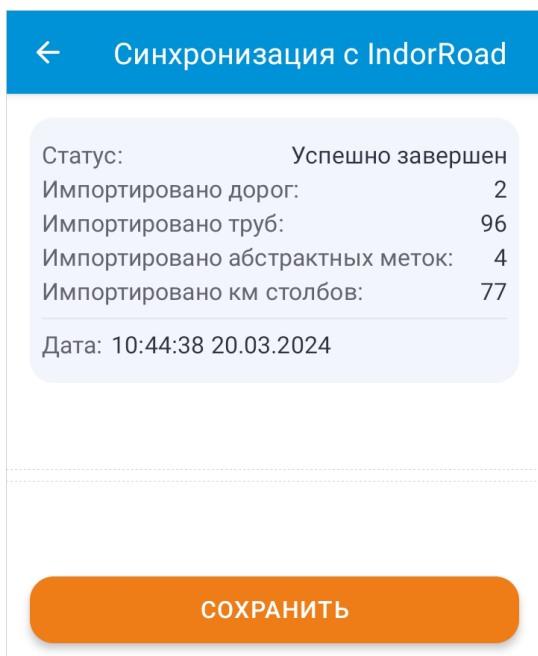 Синхронизация с IndorRoad
Статус: Успешно завершен
Импортировано дорог: 2
Импортировано труб: 96
Импортировано абстрактных меток: 4
Импортировано км столбов: 77
Дата: 10:44:38 20.03.2024
СОХРАНИТЬ